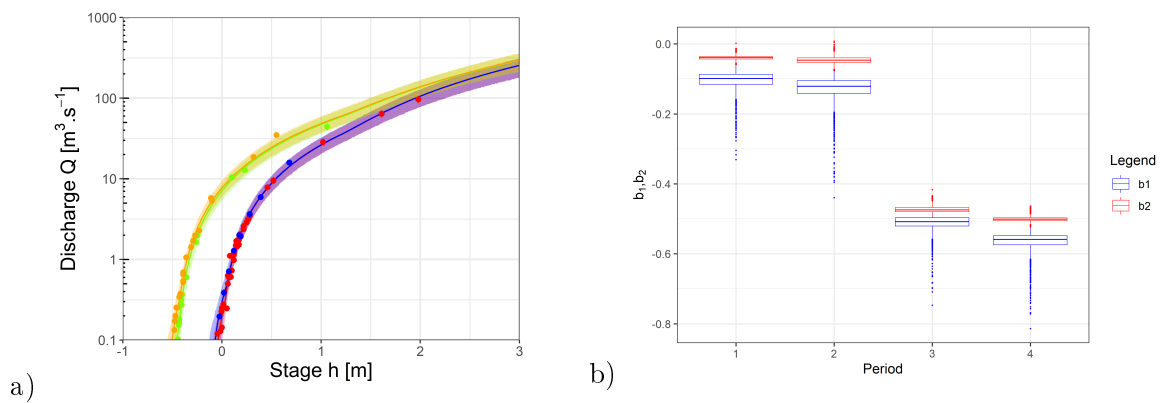 1000
100
10
1
0.1
Discharge Q [m³.s⁻¹]
-1
0
1
2
3
Stage h [m]
a)
0.0
-0.2
-0.4
-0.6
-0.8
b₁,b₂
1
2
3
4
Period
b)
Legend
b1
b2